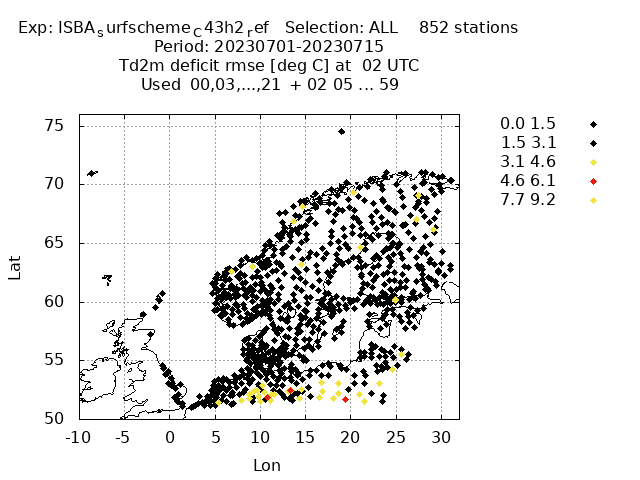 Exp: ISBAsurfschemeC43h2ref Selection: ALL 852 stations
Period: 20230701-20230715
Td2m deficit rmse [deg C] at 02 UTC
Used 00,03,...,21 + 02 05 ... 59
75
70
65
60
55
50
Lat
-10 -5 0 5 10 15 20 25 30
Lon
0.0 1.5
1.5 3.1
3.1 4.6
4.6 6.1
7.7 9.2